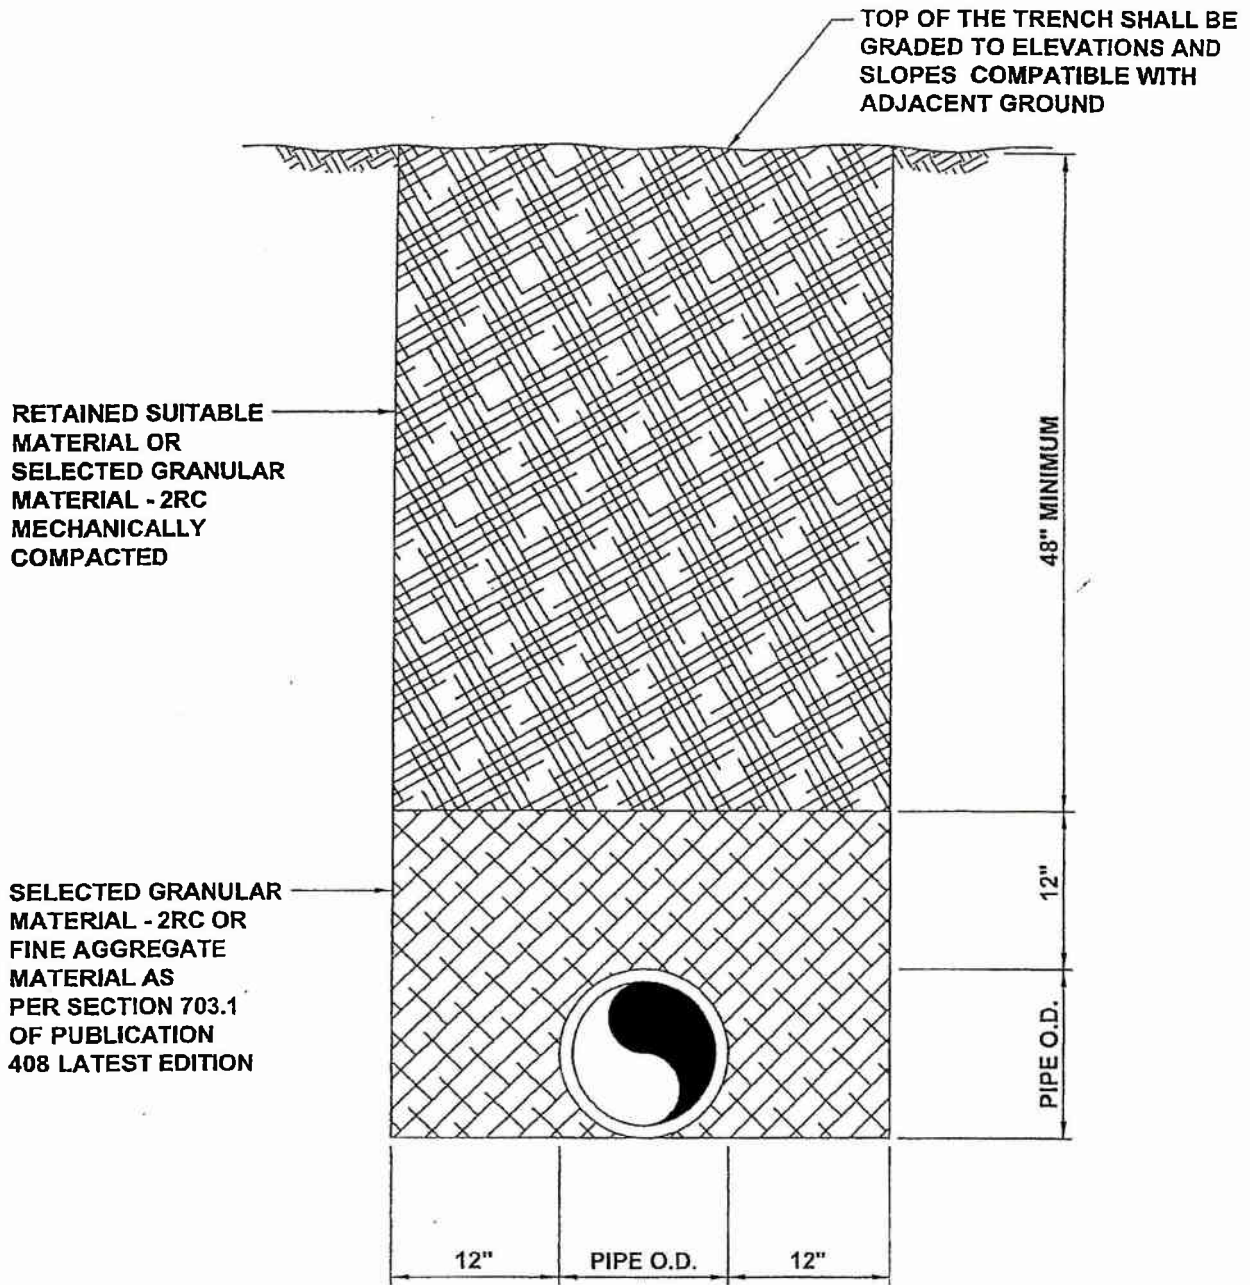 TOP OF THE TRENCH SHALL BE
GRADED TO ELEVATIONS AND
SLOPES COMPATIBLE WITH
ADJACENT GROUND
RETAINED SUITABLE
MATERIAL OR
SELECTED GRANULAR
MATERIAL - 2RC
MECHANICALLY
COMPACTED
48" MINIMUM
SELECTED GRANULAR
MATERIAL - 2RC OR
FINE AGGREGATE
MATERIAL AS
PER SECTION 703.1
OF PUBLICATION
408 LATEST EDITION
12"
PIPE O.D.
12"
PIPE O.D.
12"